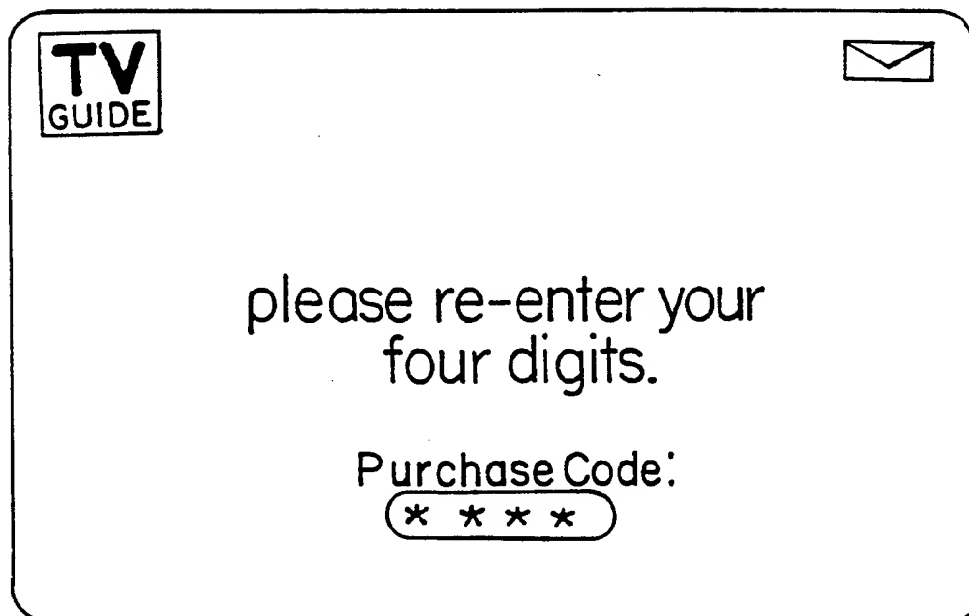 TV
GUIDE
please re-enter your
four digits.
Purchase Code:
* * * *